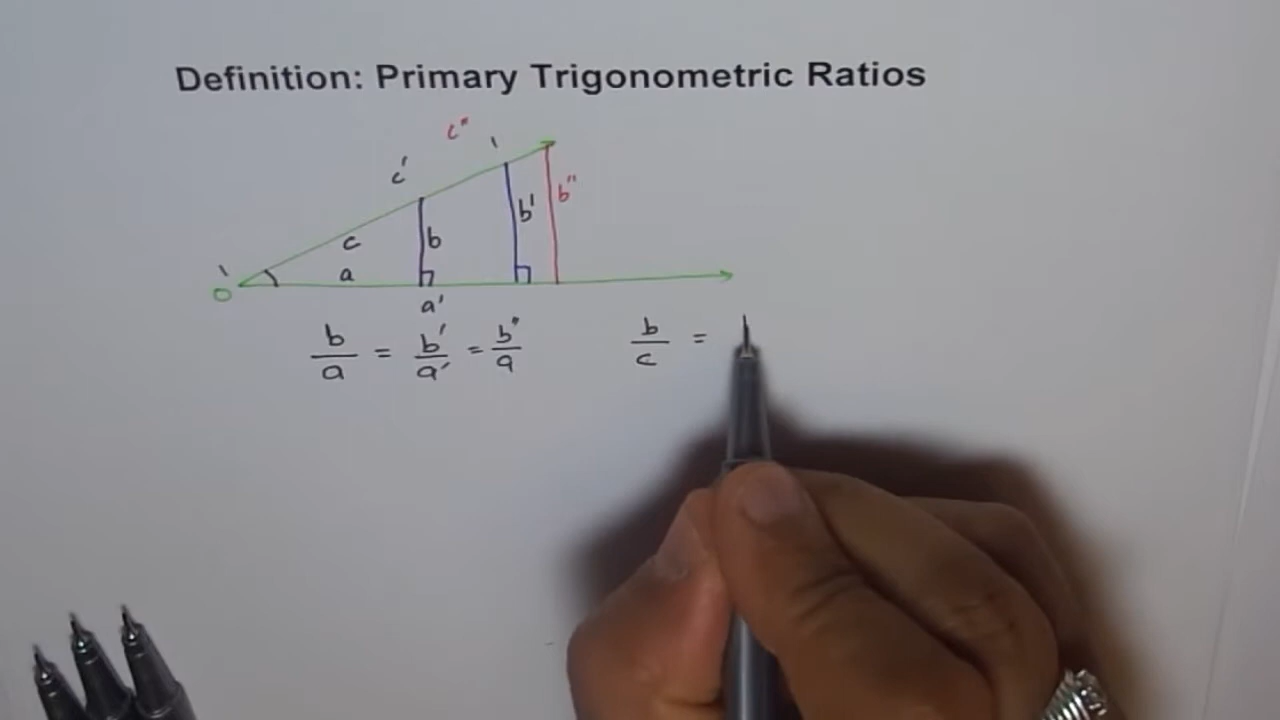 Definition: Primary Trigonometric Ratios
c"
c'
b"
b'
c
b
a
O
a'
b/a = b'/a' = b"/a
b/c =